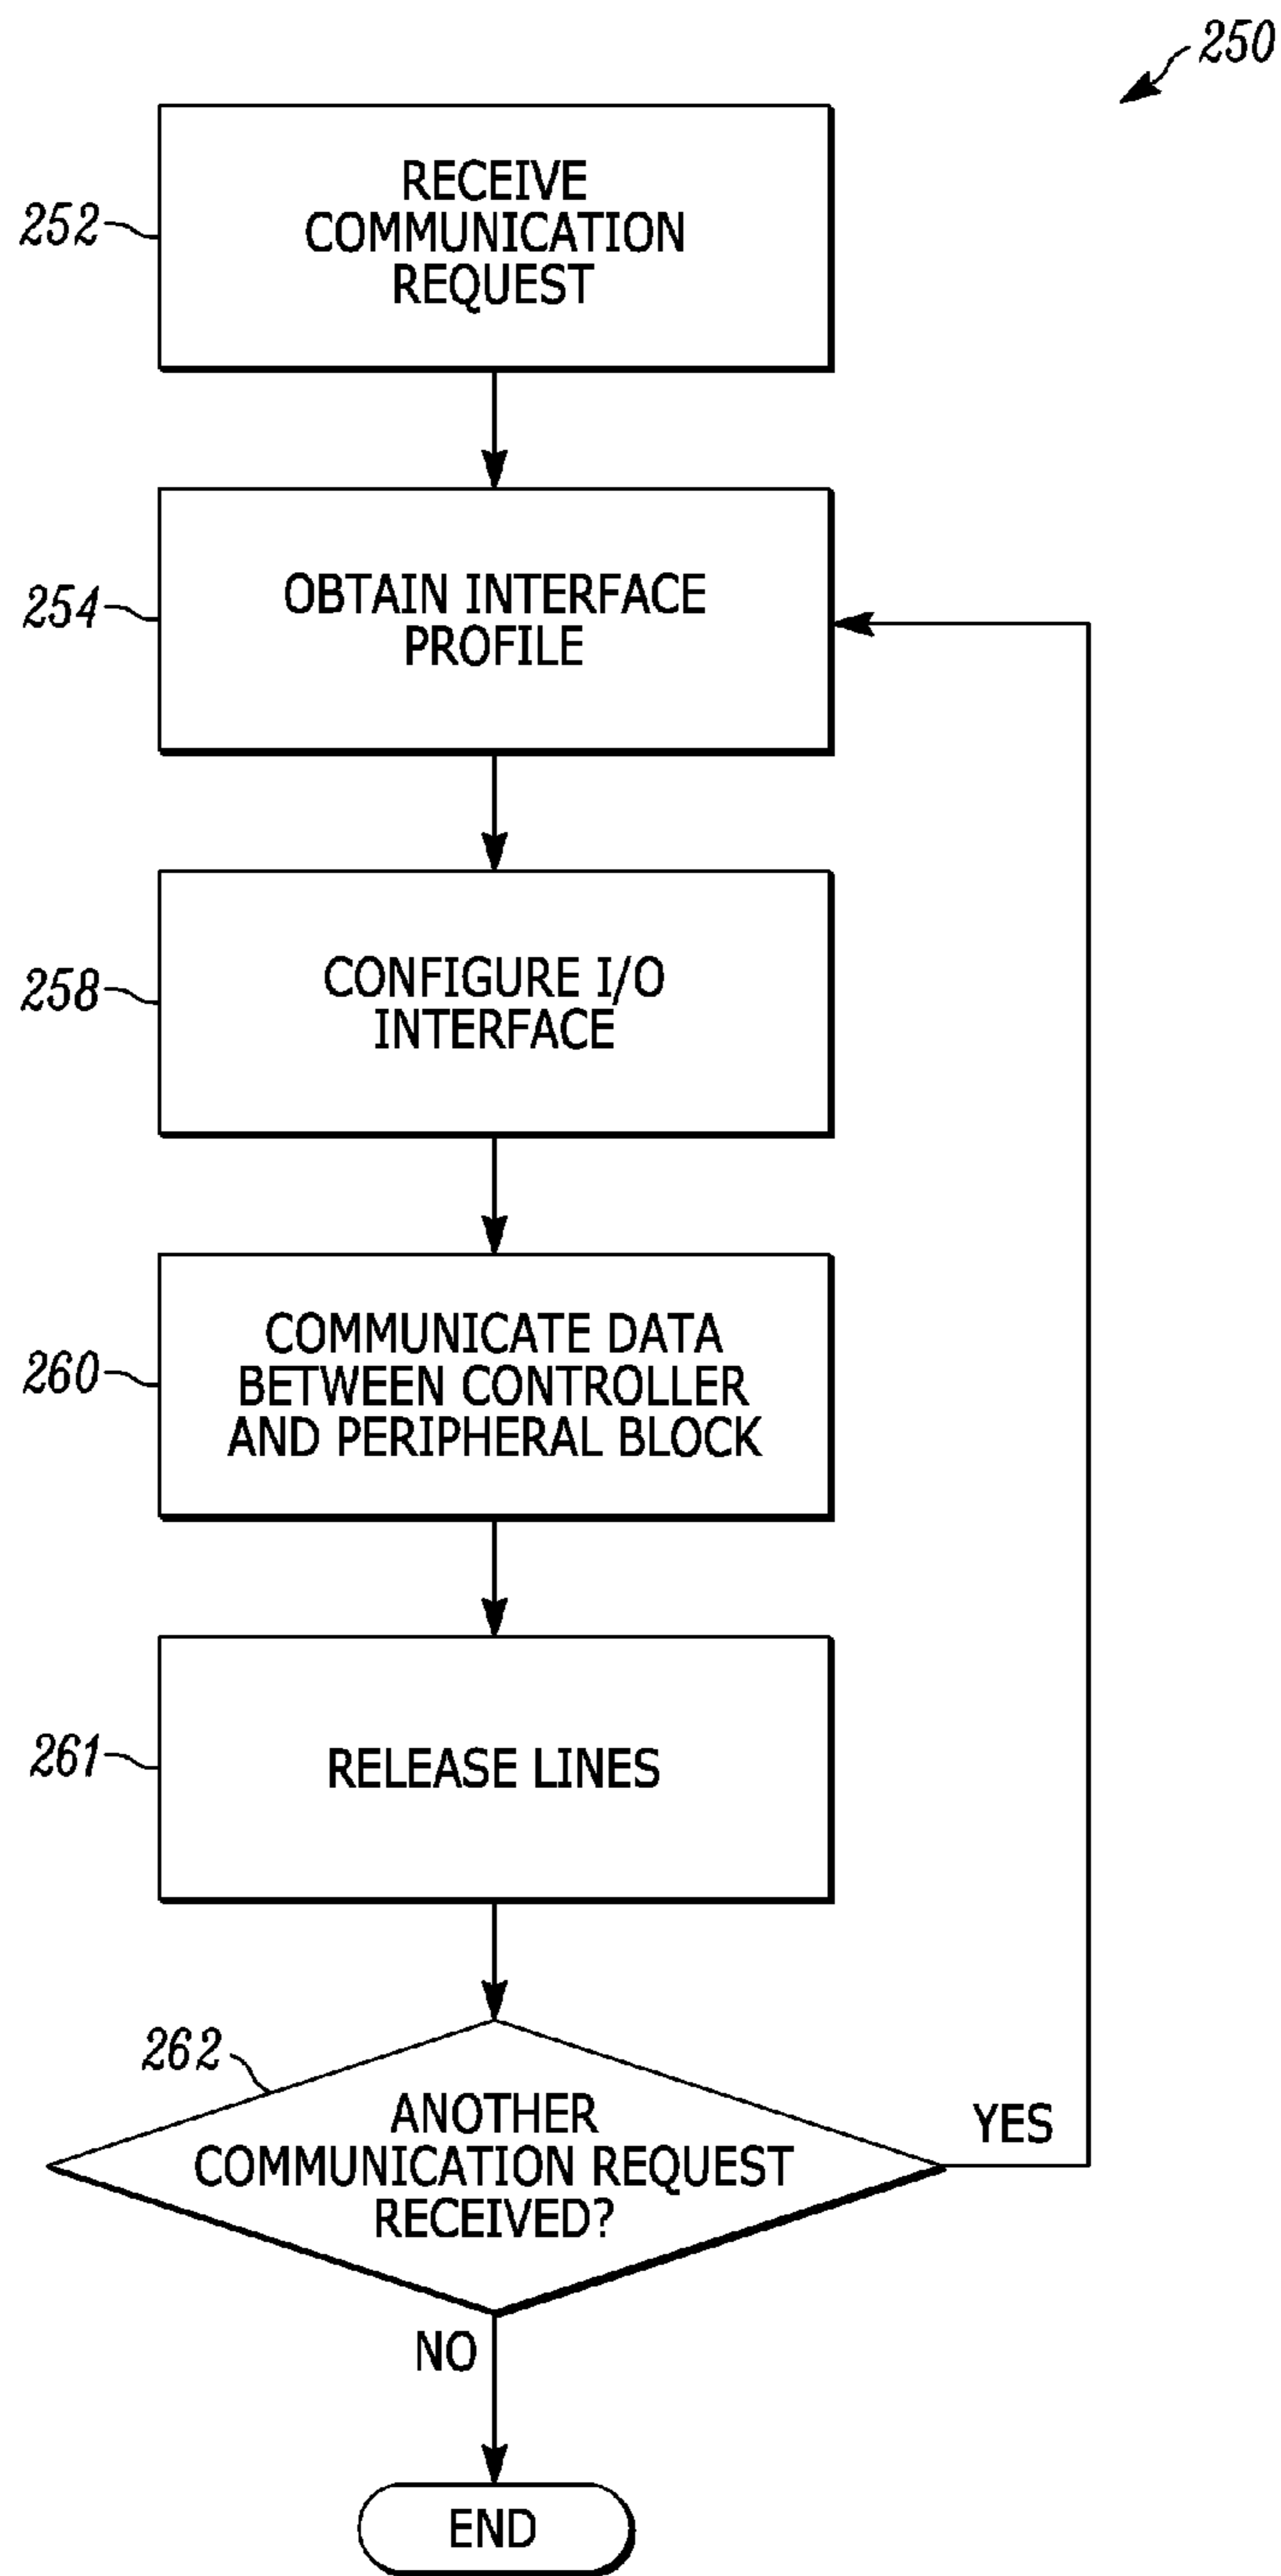 250
252
RECEIVE
COMMUNICATION
REQUEST
254
OBTAIN INTERFACE
PROFILE
258
CONFIGURE I/O
INTERFACE
260
COMMUNICATE DATA
BETWEEN CONTROLLER
AND PERIPHERAL BLOCK
261
RELEASE LINES
262
ANOTHER
COMMUNICATION REQUEST
RECEIVED?
YES
NO
END